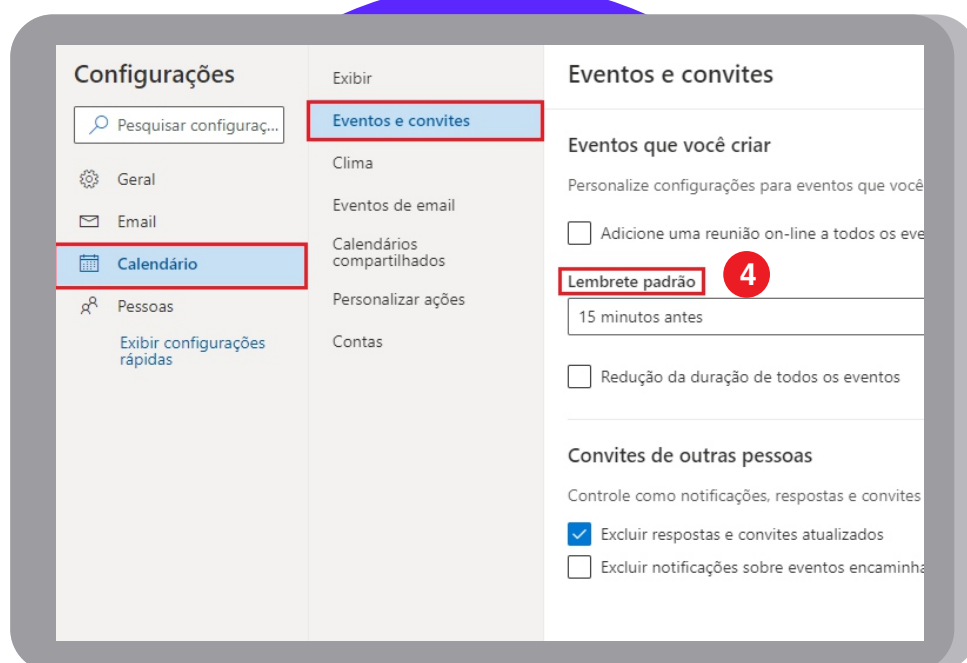 Configurações
Pesquisar configuraç...
Geral
Email
Calendário
Pessoas
Exibir configurações
rápidas
Exibir
Eventos e convites
Clima
Eventos de email
Calendários
compartilhados
Personalizar ações
Contas
Eventos e convites
Eventos que você criar
Personalize configurações para eventos que você
Adicione uma reunião on-line a todos os eve
Lembrete padrão
4
15 minutos antes
Redução da duração de todos os eventos
Convites de outras pessoas
Controle como notificações, respostas e convites
Excluir respostas e convites atualizados
Excluir notificações sobre eventos encaminha